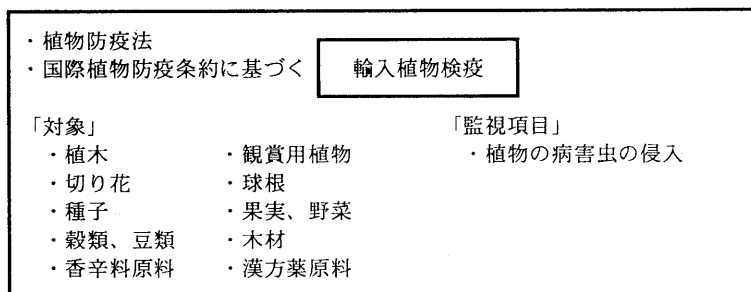 ・植物防疫法
・国際植物防疫条約に基づく 輸入植物検疫
「対象」 「監視項目」
・植木 ・観賞用植物 ・植物の病害虫の侵入
・切り花 ・球根
・種子 ・果実、野菜
・穀類、豆類 ・木材
・香辛料原料 ・漢方薬原料